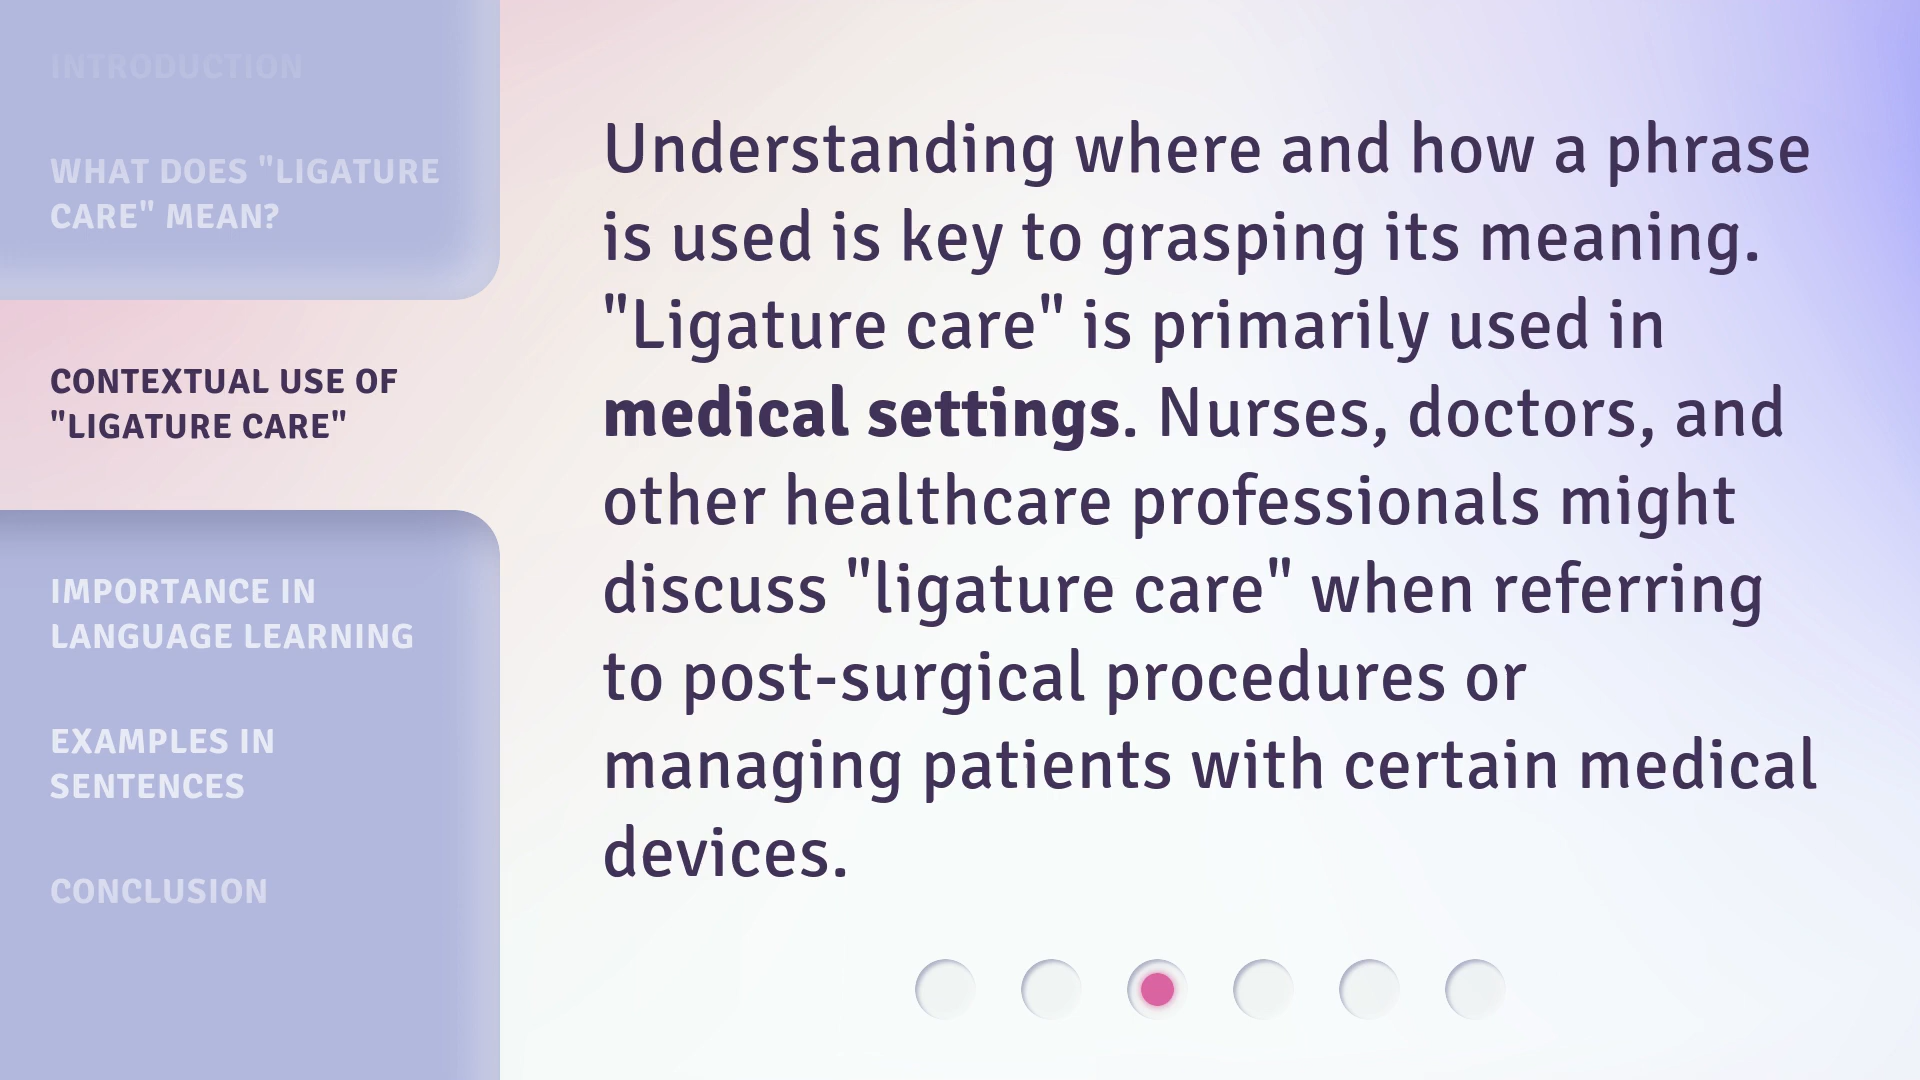 INTRODUCTION
WHAT DOES "LIGATURE
CARE" MEAN?
CONTEXTUAL USE OF
"LIGATURE CARE"
IMPORTANCE IN
LANGUAGE LEARNING
EXAMPLES IN
SENTENCES
CONCLUSION
Understanding where and how a phrase
is used is key to grasping its meaning.
"Ligature care" is primarily used in
medical settings. Nurses, doctors, and
other healthcare professionals might
discuss "ligature care" when referring
to post-surgical procedures or
managing patients with certain medical
devices.